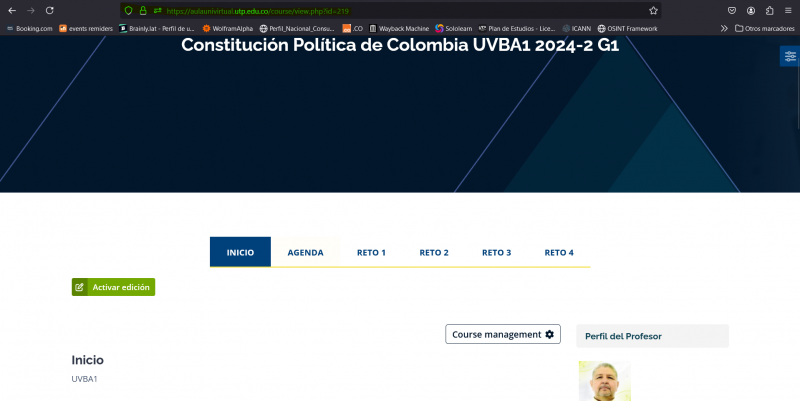 https://aulaunivirtual.utp.edu.co/course/view.php?id=219
Booking.com events remiders Brainly.lat - Perfil de u... WolframAlpha Perfil_Nacional_Consu... .CO Wayback Machine Sololearn Plan de Estudios - Lice... ICANN OSINT Framework Otros marcadores
Constitución Política de Colombia UVBA1 2024-2 G1
INICIO AGENDA RETO 1 RETO 2 RETO 3 RETO 4
Activar edición
Course management
Perfil del Profesor
Inicio
UVBA1